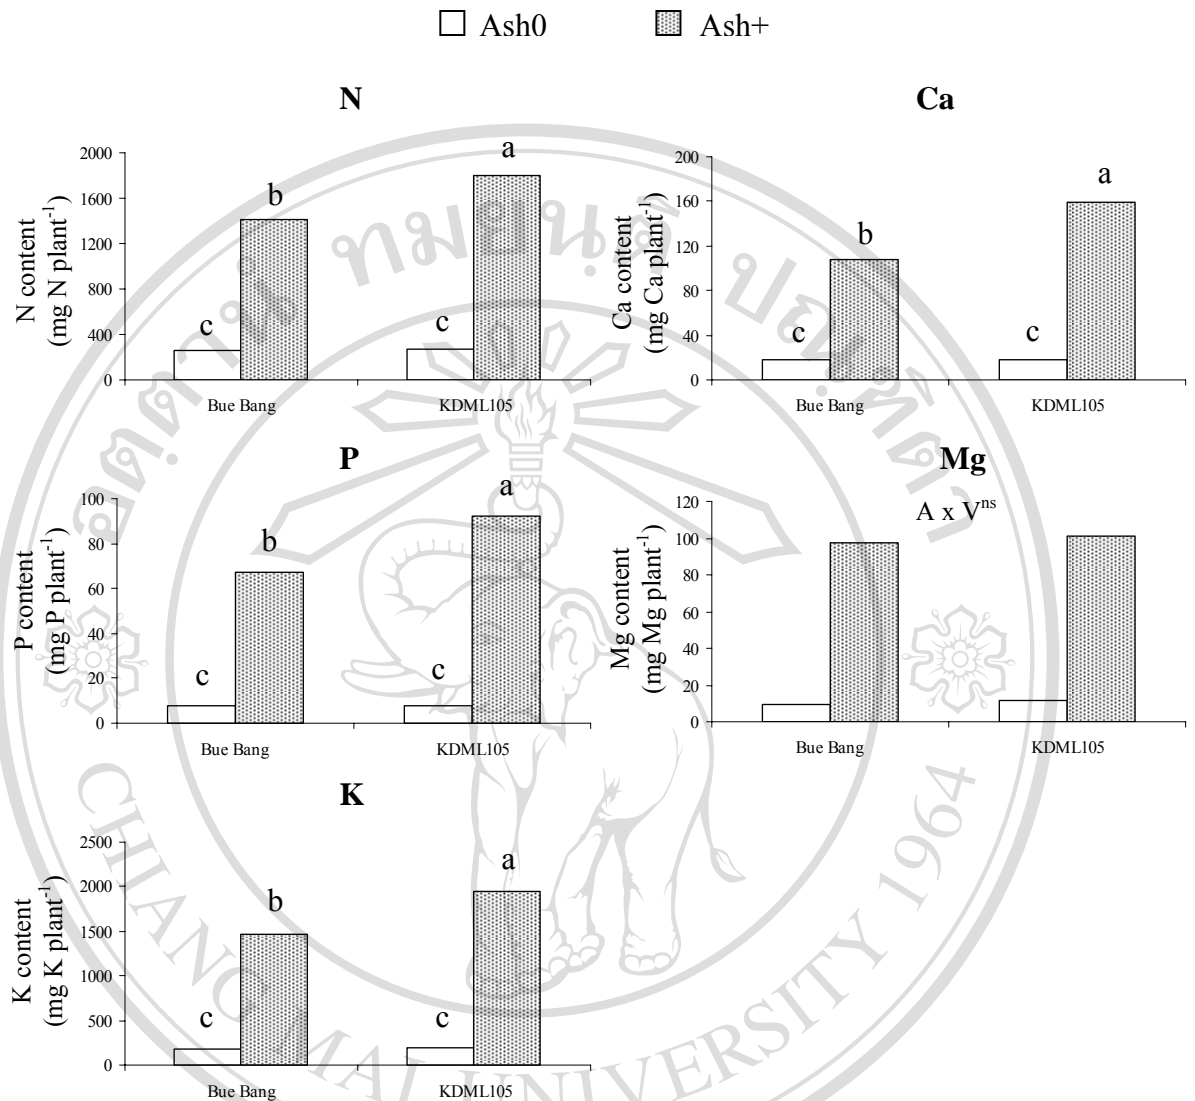 Ash0 Ash+
N
N content
(mg N plant⁻¹)
2000
1600
1200
800
400
0
c
b
c
a
Bue Bang
KDML105
Ca
Ca content
(mg Ca plant⁻¹)
200
160
120
80
40
0
c
b
c
a
Bue Bang
KDML105
P
P content
(mg P plant⁻¹)
100
80
60
40
20
0
c
b
c
a
Bue Bang
KDML105
Mg
A x Vⁿˢ
Mg content
(mg Mg plant⁻¹)
120
100
80
60
40
20
0
Bue Bang
KDML105
K
K content
(mg K plant⁻¹)
2500
2000
1500
1000
500
0
c
b
c
a
Bue Bang
KDML105
CHIANG MAI UNIVERSITY 1964